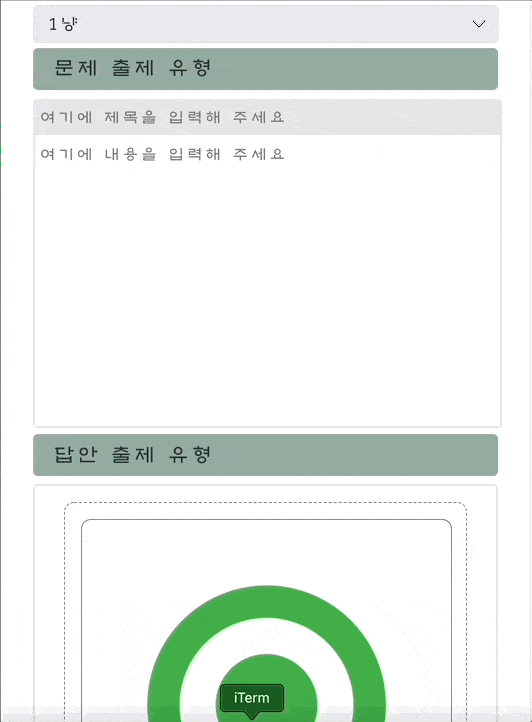 1냥
문제 출제 유형
여기에 제목을 입력해 주세요
여기에 내용을 입력해 주세요
답안 출제 유형
iTerm